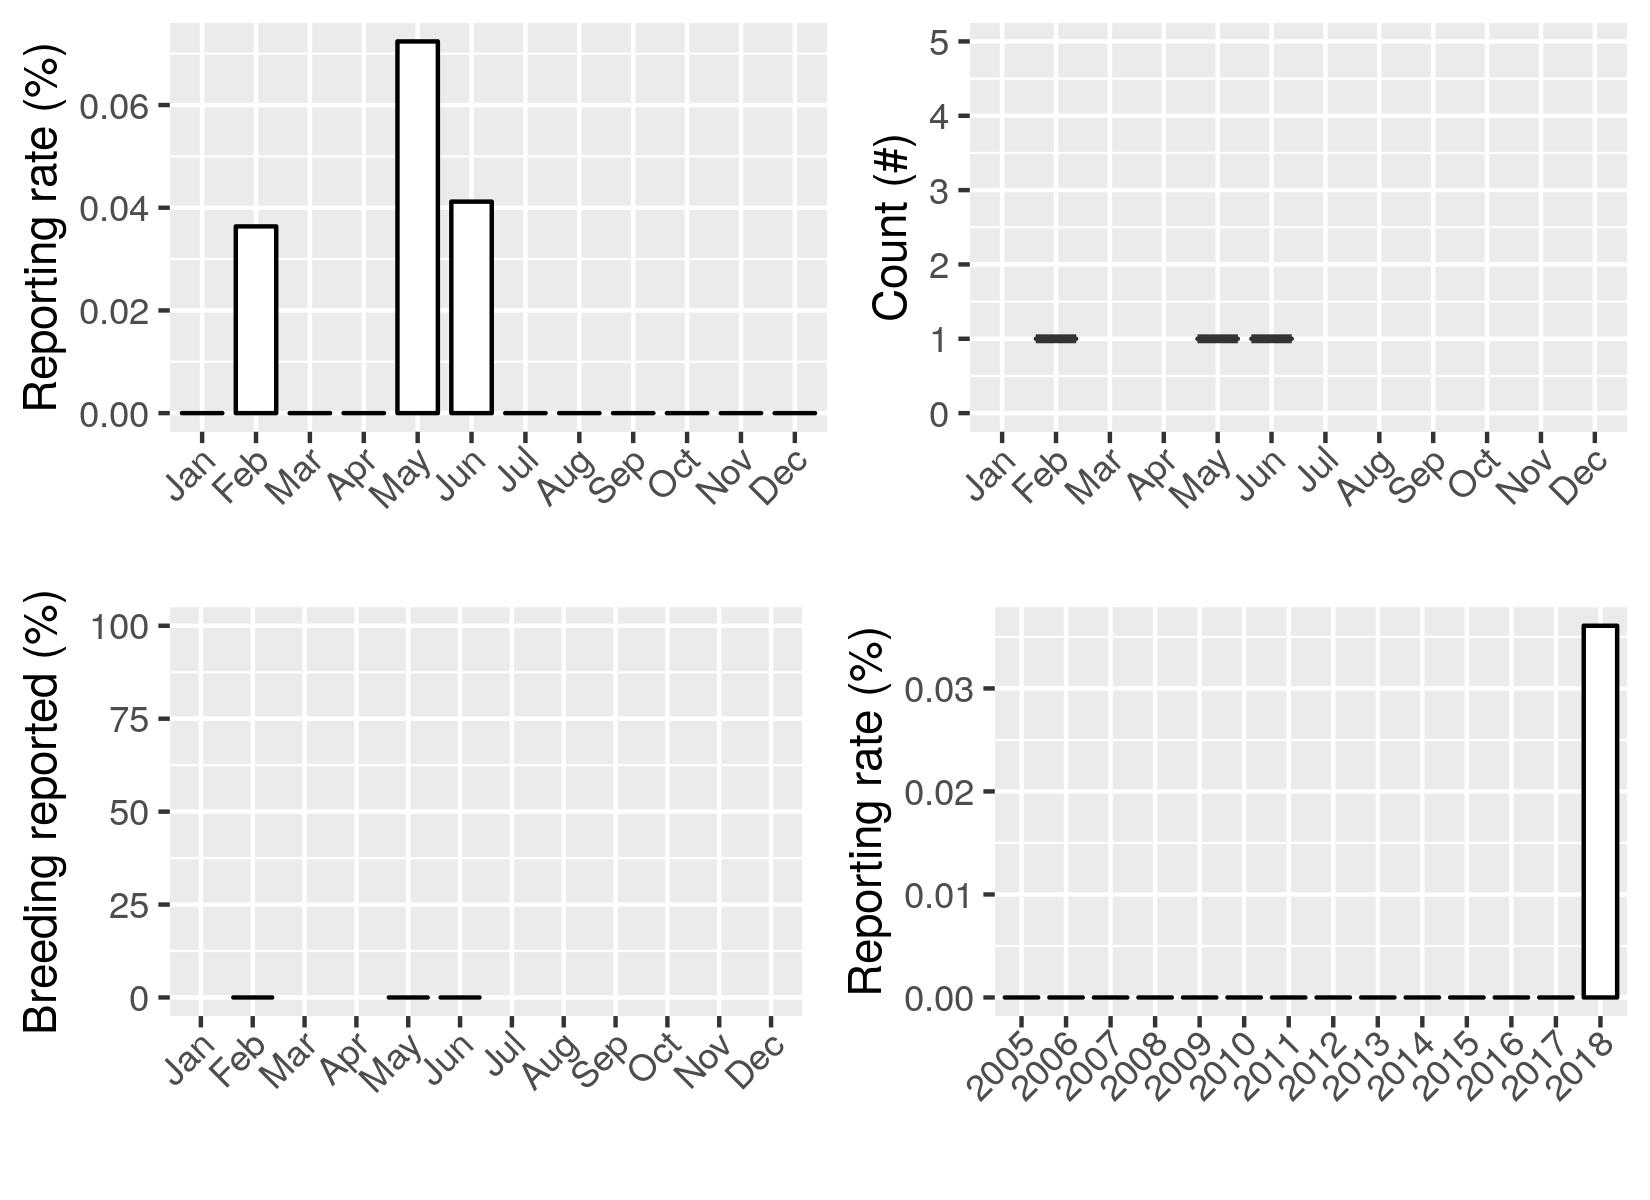 Reporting rate (%)
0.06
0.04
0.02
0.00
Jan Feb Mar Apr May Jun Jul Aug Sep Oct Nov Dec
Count (#)
5
4
3
2
1
0
Jan Feb Mar Apr May Jun Jul Aug Sep Oct Nov Dec
Breeding reported (%)
100
75
50
25
0
Jan Feb Mar Apr May Jun Jul Aug Sep Oct Nov Dec
Reporting rate (%)
0.03
0.02
0.01
0.00
2005 2006 2007 2008 2009 2010 2011 2012 2013 2014 2015 2016 2017 2018